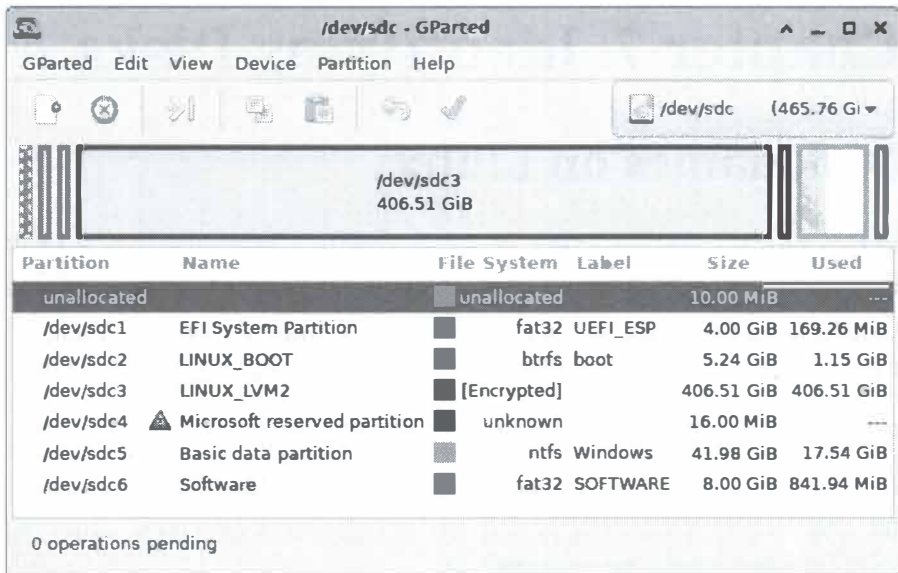 /dev/sdc - GParted
GParted Edit View Device Partition Help
/dev/sdc (465.76 Gi
/dev/sdc3
406.51 GiB
Partition Name File System Label Size Used
unallocated unallocated 10.00 MiB ---
/dev/sdc1 EFI System Partition fat32 UEFI_ESP 4.00 GiB 169.26 MiB
/dev/sdc2 LINUX_BOOT btrfs boot 5.24 GiB 1.15 GiB
/dev/sdc3 LINUX_LVM2 [Encrypted] 406.51 GiB 406.51 GiB
/dev/sdc4 Microsoft reserved partition unknown 16.00 MiB ---
/dev/sdc5 Basic data partition ntfs Windows 41.98 GiB 17.54 GiB
/dev/sdc6 Software fat32 SOFTWARE 8.00 GiB 841.94 MiB
0 operations pending